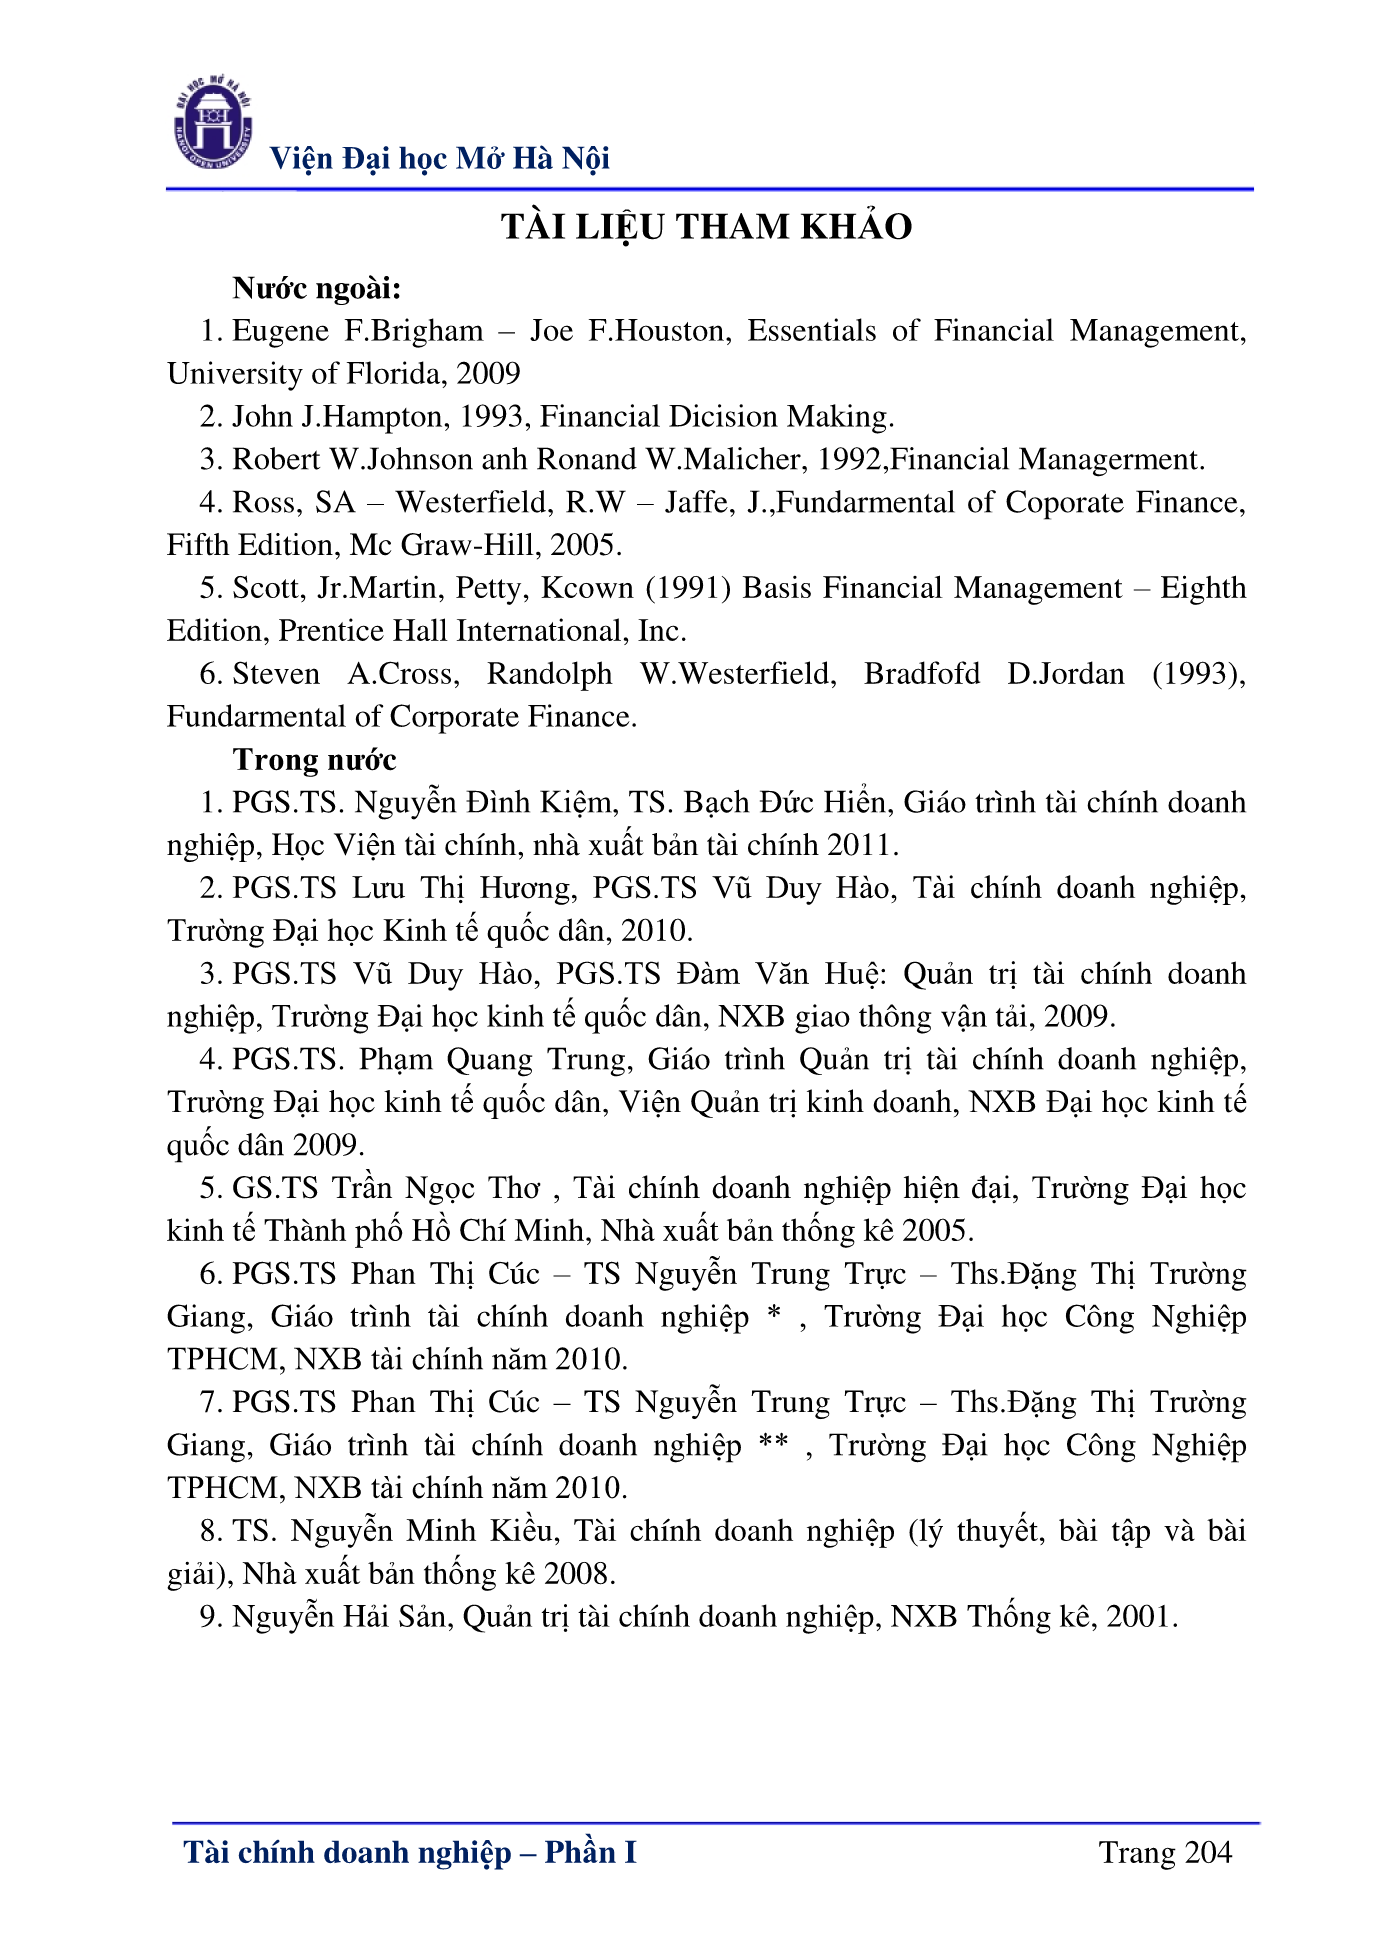 ĐẠI HỌC MỞ HÀ NỘI
HANOI OPEN UNIVERSITY
Viện Đại học Mở Hà Nội
TÀI LIỆU THAM KHẢO
Nước ngoài:
1. Eugene F.Brigham – Joe F.Houston, Essentials of Financial Management,
University of Florida, 2009
2. John J.Hampton, 1993, Financial Dicision Making.
3. Robert W.Johnson anh Ronand W.Malicher, 1992,Financial Managerment.
4. Ross, SA – Westerfield, R.W – Jaffe, J.,Fundarmental of Coporate Finance,
Fifth Edition, Mc Graw-Hill, 2005.
5. Scott, Jr.Martin, Petty, Kcown (1991) Basis Financial Management – Eighth
Edition, Prentice Hall International, Inc.
6. Steven A.Cross, Randolph W.Westerfield, Bradfofd D.Jordan (1993),
Fundarmental of Corporate Finance.
Trong nước
1. PGS.TS. Nguyễn Đình Kiệm, TS. Bạch Đức Hiển, Giáo trình tài chính doanh
nghiệp, Học Viện tài chính, nhà xuất bản tài chính 2011.
2. PGS.TS Lưu Thị Hương, PGS.TS Vũ Duy Hào, Tài chính doanh nghiệp,
Trường Đại học Kinh tế quốc dân, 2010.
3. PGS.TS Vũ Duy Hào, PGS.TS Đàm Văn Huệ: Quản trị tài chính doanh
nghiệp, Trường Đại học kinh tế quốc dân, NXB giao thông vận tải, 2009.
4. PGS.TS. Phạm Quang Trung, Giáo trình Quản trị tài chính doanh nghiệp,
Trường Đại học kinh tế quốc dân, Viện Quản trị kinh doanh, NXB Đại học kinh tế
quốc dân 2009.
5. GS.TS Trần Ngọc Thơ , Tài chính doanh nghiệp hiện đại, Trường Đại học
kinh tế Thành phố Hồ Chí Minh, Nhà xuất bản thống kê 2005.
6. PGS.TS Phan Thị Cúc – TS Nguyễn Trung Trực – Ths.Đặng Thị Trường
Giang, Giáo trình tài chính doanh nghiệp * , Trường Đại học Công Nghiệp
TPHCM, NXB tài chính năm 2010.
7. PGS.TS Phan Thị Cúc – TS Nguyễn Trung Trực – Ths.Đặng Thị Trường
Giang, Giáo trình tài chính doanh nghiệp ** , Trường Đại học Công Nghiệp
TPHCM, NXB tài chính năm 2010.
8. TS. Nguyễn Minh Kiều, Tài chính doanh nghiệp (lý thuyết, bài tập và bài
giải), Nhà xuất bản thống kê 2008.
9. Nguyễn Hải Sản, Quản trị tài chính doanh nghiệp, NXB Thống kê, 2001.
Tài chính doanh nghiệp – Phần I Trang 204